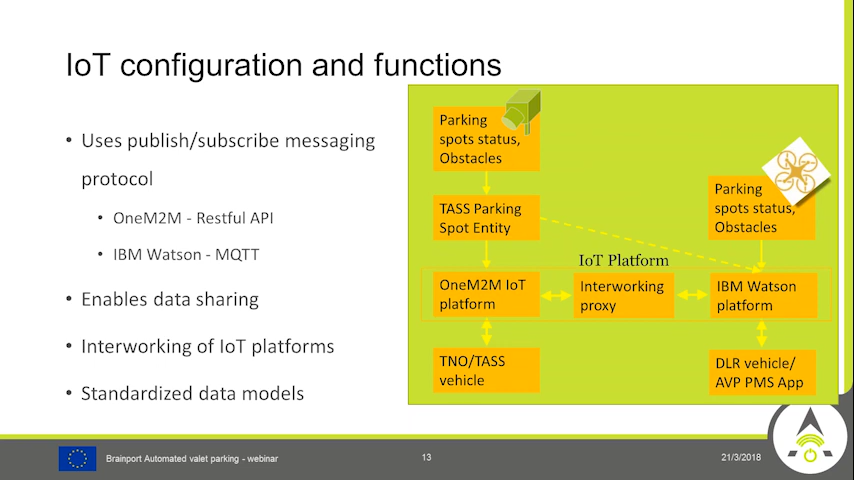 IoT configuration and functions
• Uses publish/subscribe messaging
protocol
• OneM2M - Restful API
• IBM Watson - MQTT
• Enables data sharing
• Interworking of IoT platforms
• Standardized data models
Parking
spots status,
Obstacles
TASS Parking
Spot Entity
Parking
spots status,
Obstacles
IoT Platform
OneM2M IoT
platform
Interworking
proxy
IBM Watson
platform
TNO/TASS
vehicle
DLR vehicle/
AVP PMS App
Brainport Automated valet parking - webinar
13
21/3/2018